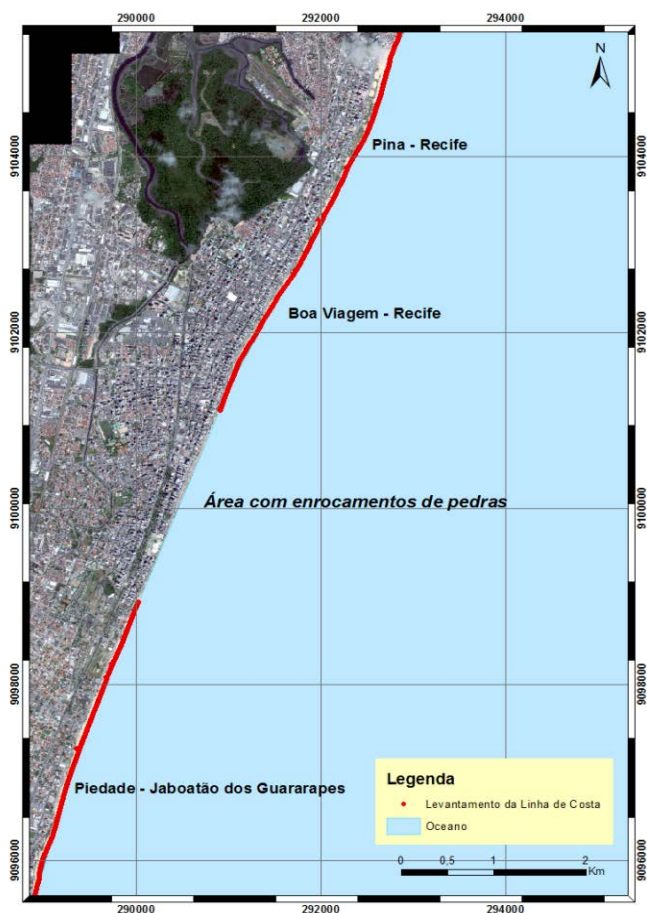 290000 292000 294000
N
9104000 9104000
Pina - Recife
Boa Viagem - Recife
9102000 9102000
Área com enrocamentos de pedras
9100000 9100000
9098000 9098000
Piedade - Jaboatão dos Guararapes
Legenda
Levantamento da Linha de Costa
Oceano
9096000 9096000
0 0,5 1 2
Km
290000 292000 294000